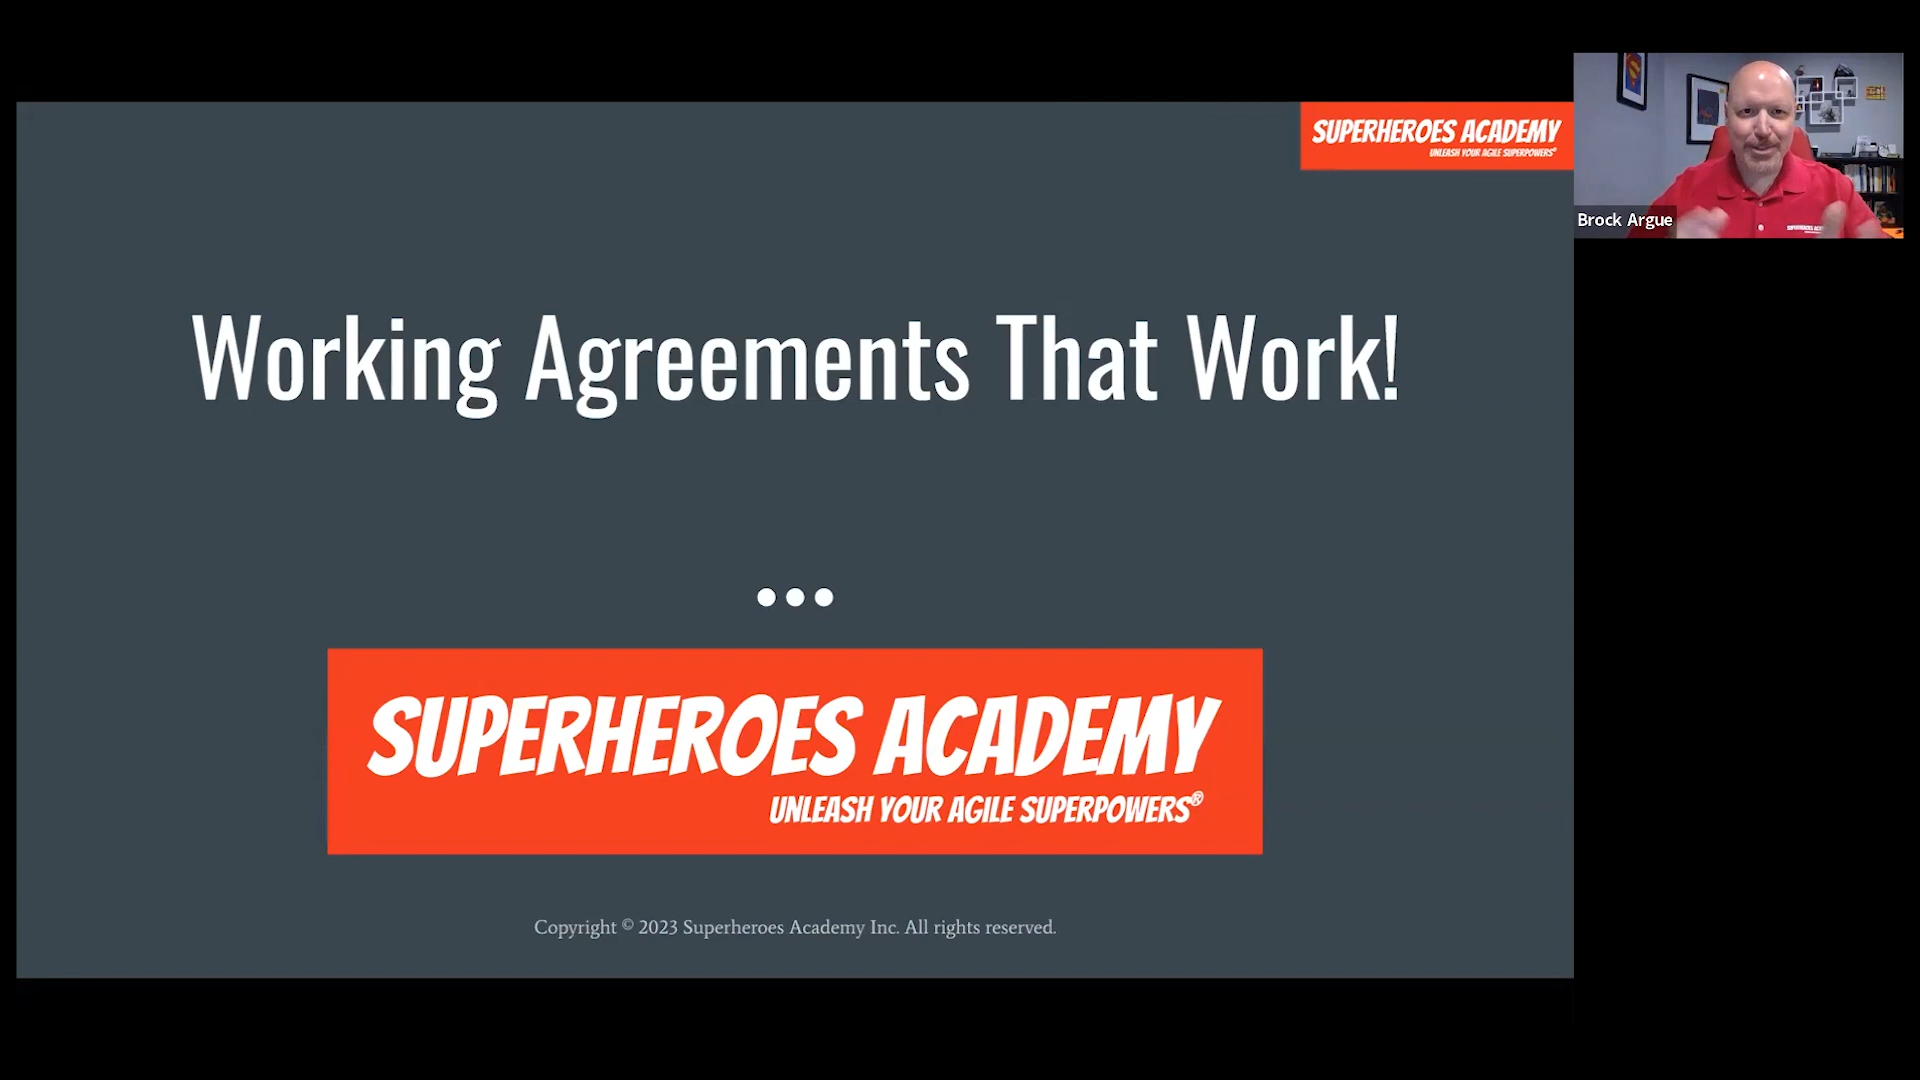 SUPERHEROES ACADEMY
UNLEASH YOUR AGILE SUPERPOWERS®
Brock Argue
Working Agreements That Work!
SUPERHEROES ACADEMY
UNLEASH YOUR AGILE SUPERPOWERS®
Copyright © 2023 Superheroes Academy Inc. All rights reserved.